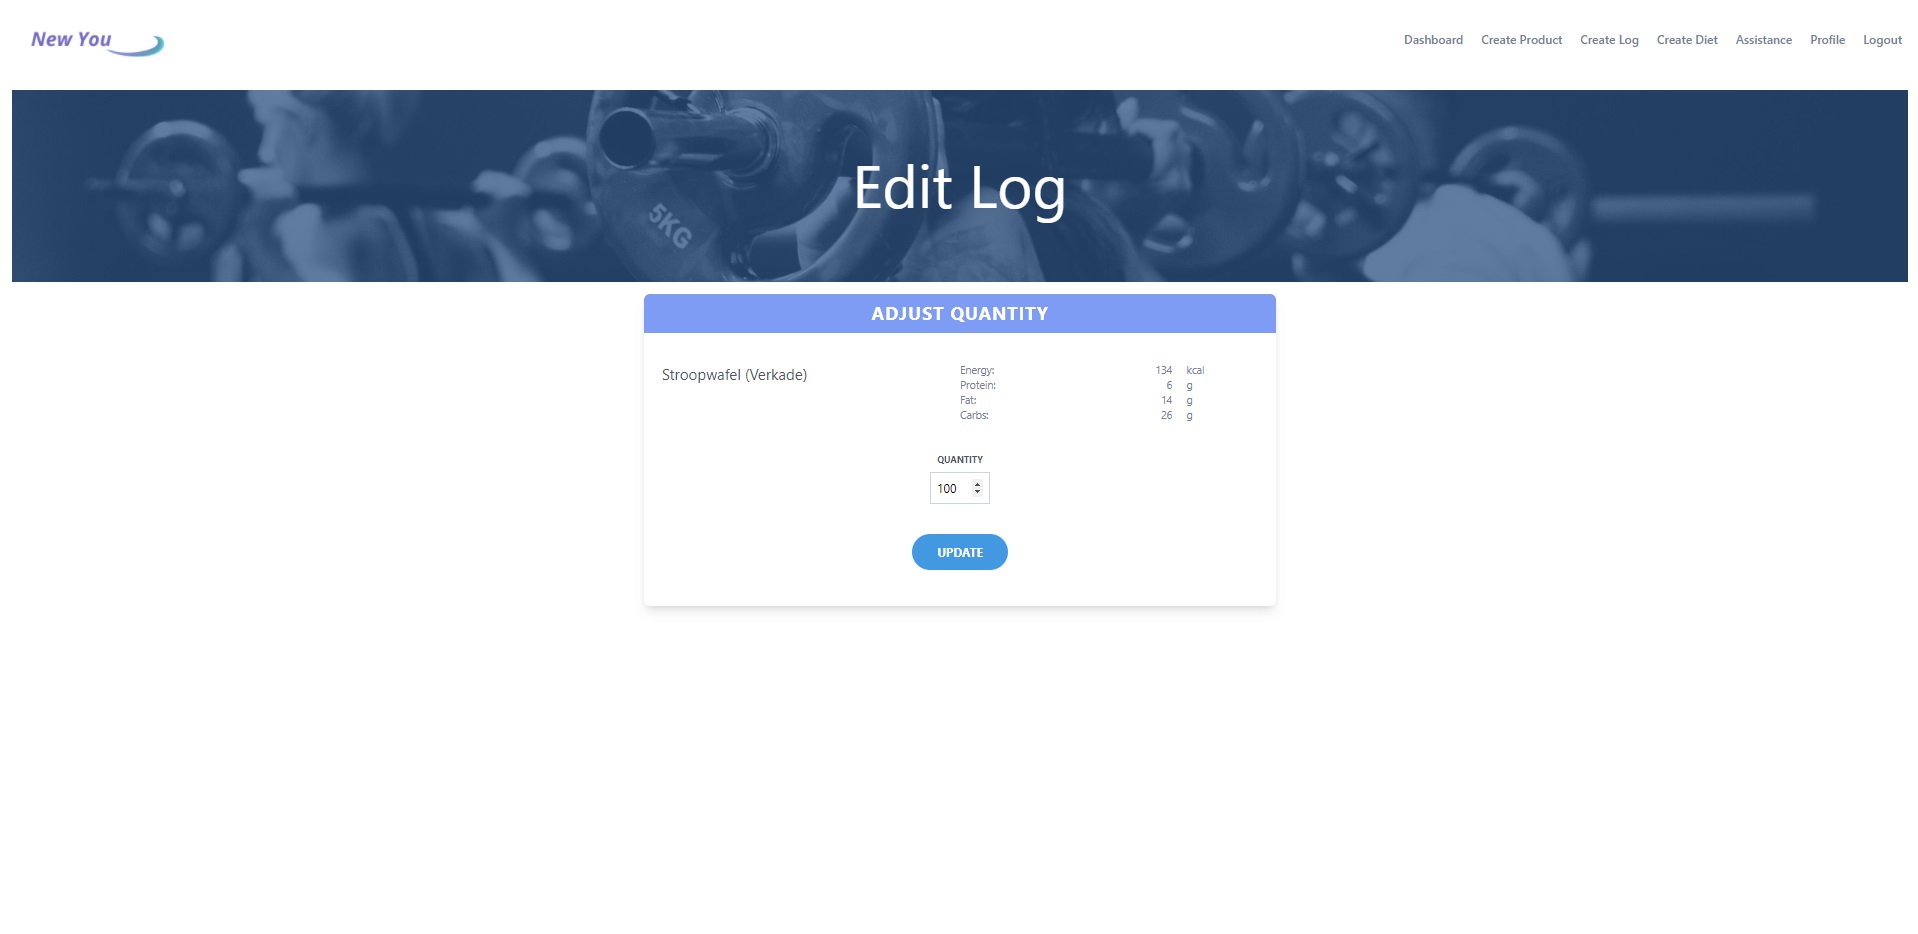 New You
Dashboard Create Product Create Log Create Diet Assistance Profile Logout
5KG
Edit Log
ADJUST QUANTITY
Stroopwafel (Verkade)
Energy: 134 kcal
Protein: 6 g
Fat: 14 g
Carbs: 26 g
QUANTITY
100
UPDATE